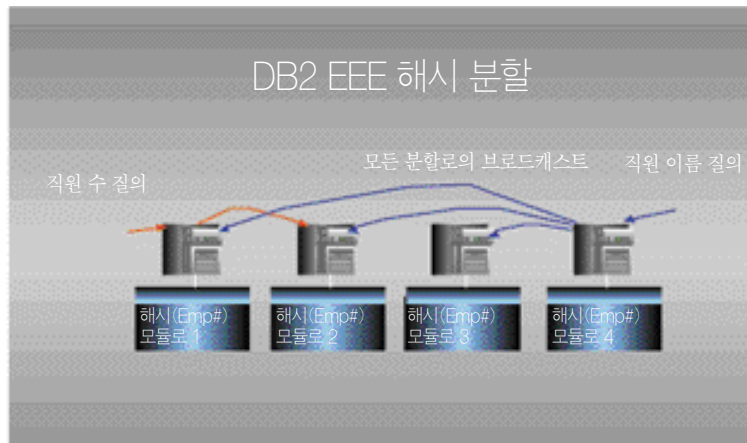 DB2 EEE 해시 분할
모든 분할로의 브로드캐스트
직원 이름 질의
직원 수 질의
해시(Emp#)
모듈로 1
해시(Emp#)
모듈로 2
해시(Emp#)
모듈로 3
해시(Emp#)
모듈로 4